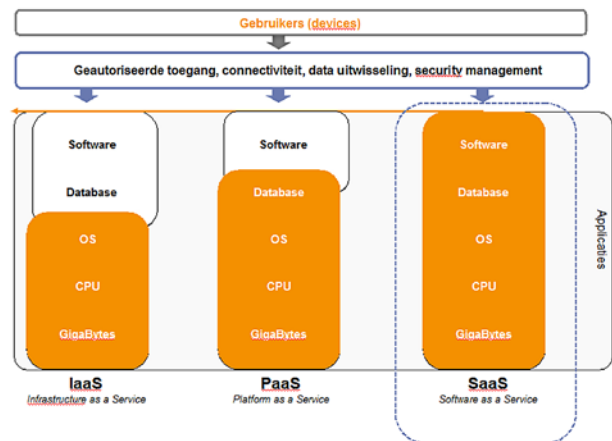 Gebruikers (devices)
Geautoriseerde toegang, connectiviteit, data uitwisseling, security management
Software
Database
OS
CPU
GigaBytes
IaaS
Infrastructure as a Service
Software
Database
OS
CPU
GigaBytes
PaaS
Platform as a Service
Software
Database
OS
CPU
GigaBytes
SaaS
Software as a Service
Applicaties